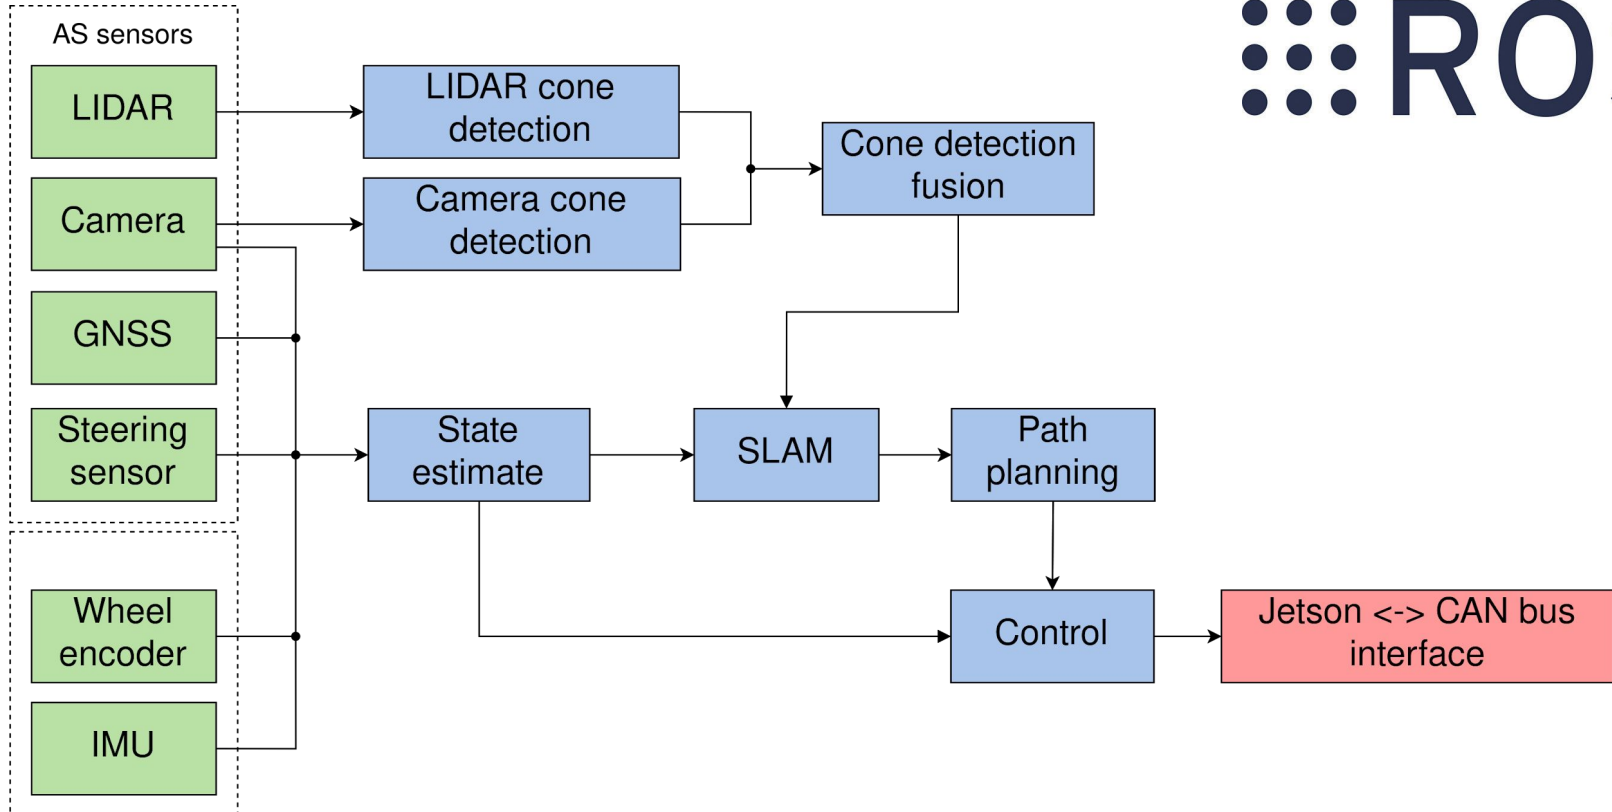 AS sensors
LIDAR
Camera
GNSS
Steering
sensor
Wheel
encoder
IMU
LIDAR cone
detection
Camera cone
detection
Cone detection
fusion
State
estimate
SLAM
Path
planning
Control
Jetson <-> CAN bus
interface
RO